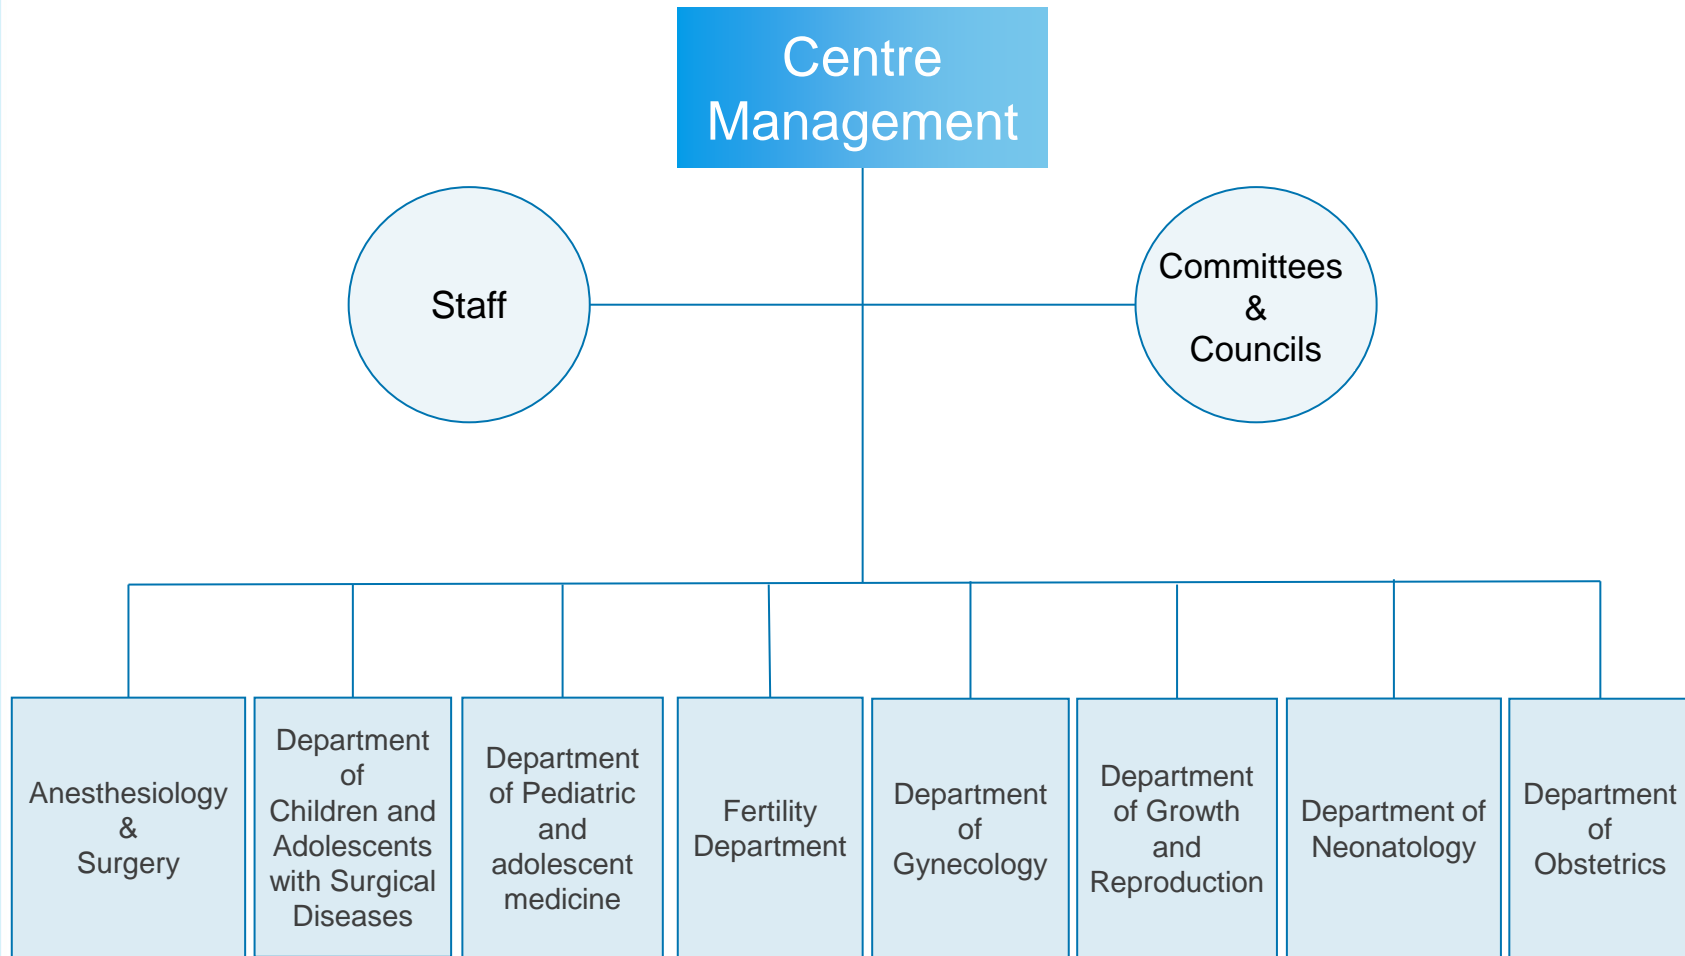 Centre
Management
Staff
Committees
&
Councils
Anesthesiology
&
Surgery
Department
of
Children and
Adolescents
with Surgical
Diseases
Department
of Pediatric
and
adolescent
medicine
Fertility
Department
Department
of
Gynecology
Department
of Growth
and
Reproduction
Department of
Neonatology
Department
of
Obstetrics